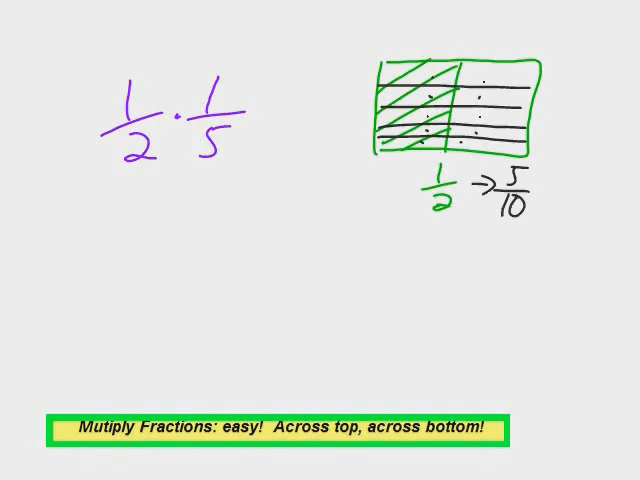 1/2 · 1/5
1/2 → 5/10
Mutiply Fractions: easy! Across top, across bottom!